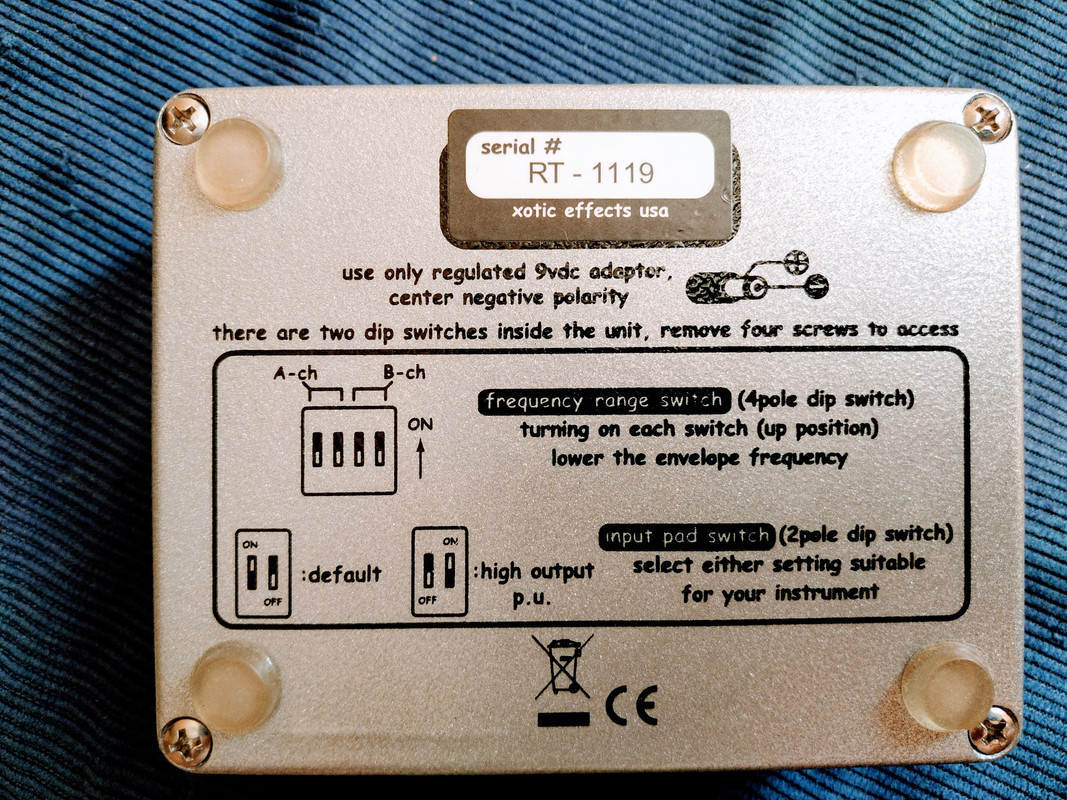 serial #
RT - 1119
xotic effects usa
use only regulated 9vdc adaptor,
center negative polarity
there are two dip switches inside the unit, remove four screws to access
A-ch B-ch
ON
frequency range switch (4pole dip switch)
turning on each switch (up position)
lower the envelope frequency
ON
OFF
:default
ON
OFF
:high output
p.u.
input pad switch (2pole dip switch)
select either setting suitable
for your instrument
CE